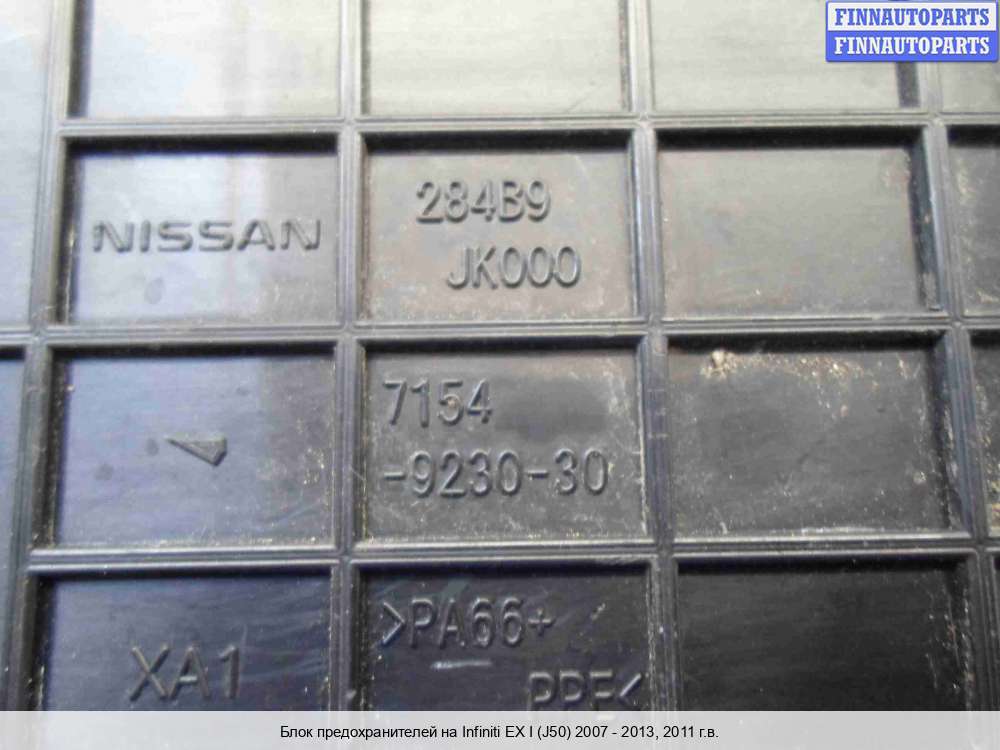 FINNAUTOPARTS
FINNAUTOPARTS
NISSAN
284B9
JK000
7154
-9230-30
XA1
>PA66+
PPE<
Блок предохранителей на Infiniti EX I (J50) 2007 - 2013, 2011 г.в.